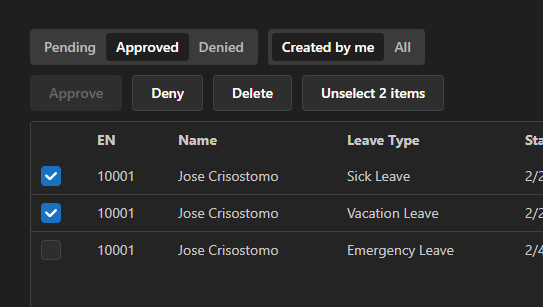 Pending Approved Denied Created by me All
Approve Deny Delete Unselect 2 items
EN Name Leave Type Sta
10001 Jose Crisostomo Sick Leave 2/2
10001 Jose Crisostomo Vacation Leave 2/2
10001 Jose Crisostomo Emergency Leave 2/4